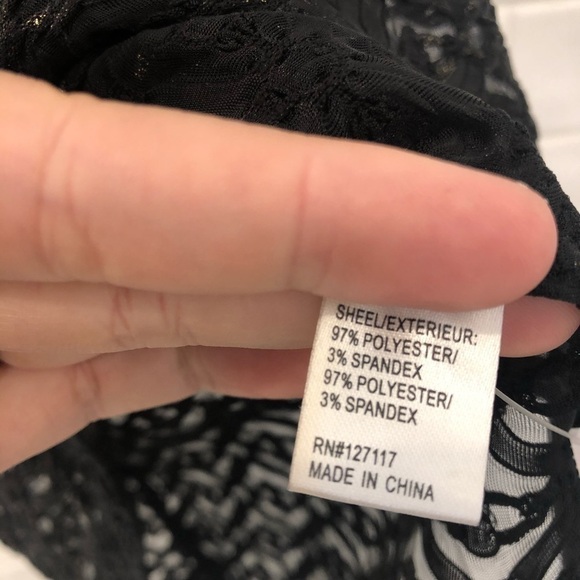 SHEEL/EXTERIEUR:
97% POLYESTER/
3% SPANDEX
97% POLYESTER/
3% SPANDEX
RN#127117
MADE IN CHINA